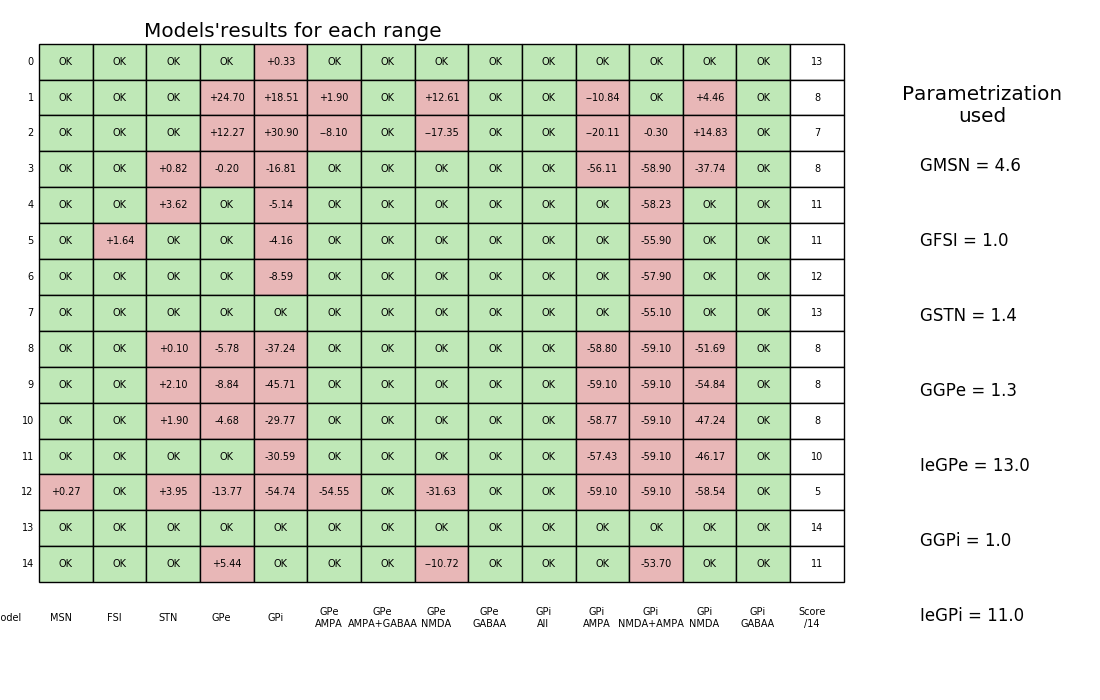 Models'results for each range
0 OK OK OK OK +0.33 OK OK OK OK OK OK OK OK OK 13
1 OK OK OK +24.70 +18.51 +1.90 OK +12.61 OK OK --10.84 OK +4.46 OK 8
2 OK OK OK +12.27 +30.90 --8.10 OK --17.35 OK OK --20.11 -0.30 +14.83 OK 7
3 OK OK +0.82 -0.20 -16.81 OK OK OK OK OK -56.11 -58.90 -37.74 OK 8
4 OK OK +3.62 OK -5.14 OK OK OK OK OK OK -58.23 OK OK 11
5 OK +1.64 OK OK -4.16 OK OK OK OK OK OK -55.90 OK OK 11
6 OK OK OK OK -8.59 OK OK OK OK OK OK -57.90 OK OK 12
7 OK OK OK OK OK OK OK OK OK OK OK -55.10 OK OK 13
8 OK OK +0.10 -5.78 -37.24 OK OK OK OK OK -58.80 -59.10 -51.69 OK 8
9 OK OK +2.10 -8.84 -45.71 OK OK OK OK OK -59.10 -59.10 -54.84 OK 8
10 OK OK +1.90 -4.68 -29.77 OK OK OK OK OK -58.77 -59.10 -47.24 OK 8
11 OK OK OK OK -30.59 OK OK OK OK OK -57.43 -59.10 -46.17 OK 10
12 +0.27 OK +3.95 -13.77 -54.74 -54.55 OK -31.63 OK OK -59.10 -59.10 -58.54 OK 5
13 OK OK OK OK OK OK OK OK OK OK OK OK OK OK 14
14 OK OK OK +5.44 OK OK OK --10.72 OK OK OK -53.70 OK OK 11
odel MSN FSI STN GPe GPi GPe GPe GPe GPe GPi GPi GPi GPi GPi Score
AMPA AMPA+GABAA NMDA GABAA All AMPA NMDA+AMPA NMDA GABAA /14
Parametrization
used
GMSN = 4.6
GFSI = 1.0
GSTN = 1.4
GGPe = 1.3
IeGPe = 13.0
GGPi = 1.0
IeGPi = 11.0